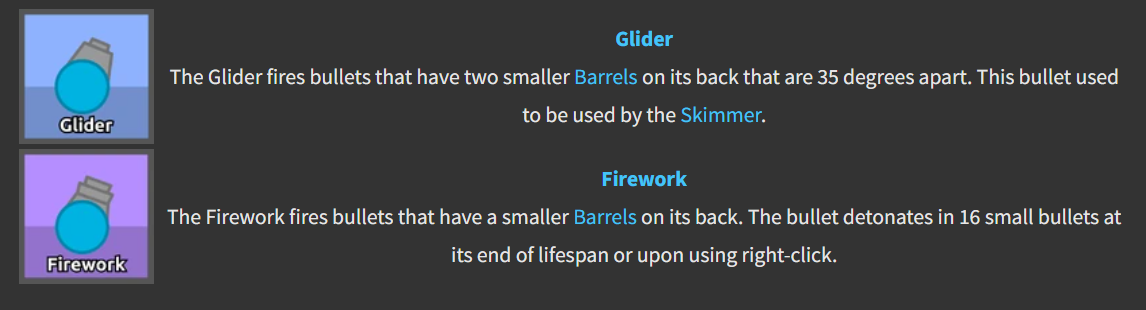 Glider
The Glider fires bullets that have two smaller Barrels on its back that are 35 degrees apart. This bullet used
to be used by the Skimmer.
Glider
Firework
The Firework fires bullets that have a smaller Barrels on its back. The bullet detonates in 16 small bullets at
its end of lifespan or upon using right-click.
Firework